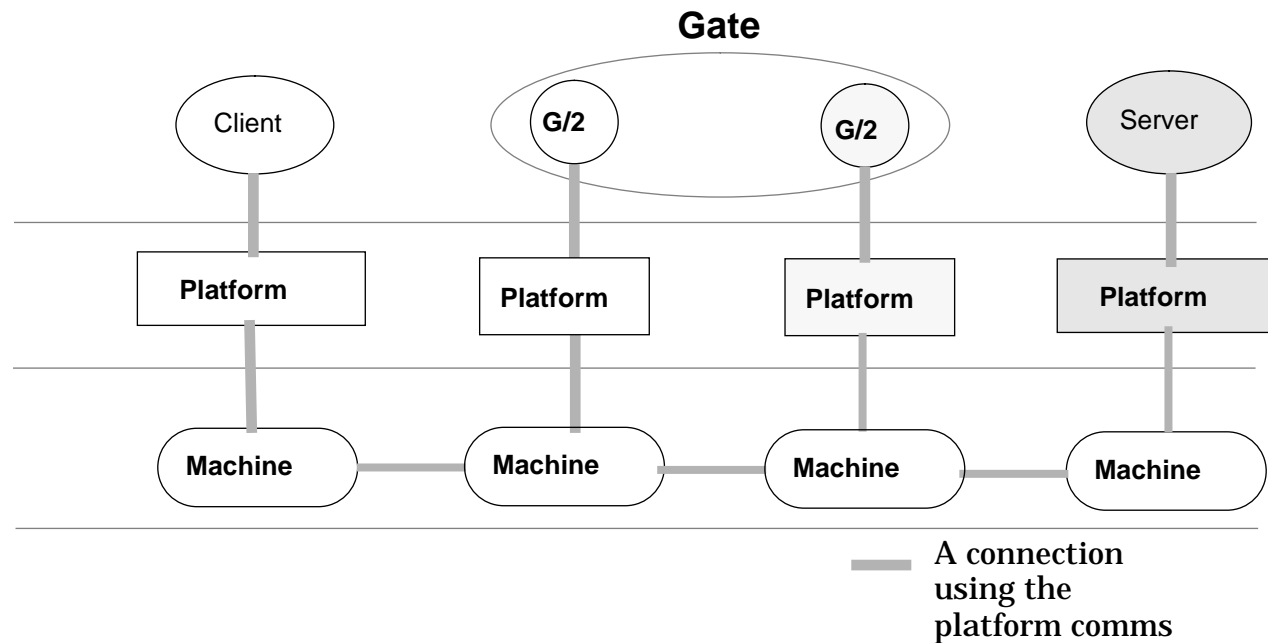 Gate
Client
G/2
G/2
Server
Platform
Platform
Platform
Platform
Machine
Machine
Machine
Machine
A connection
using the
platform comms